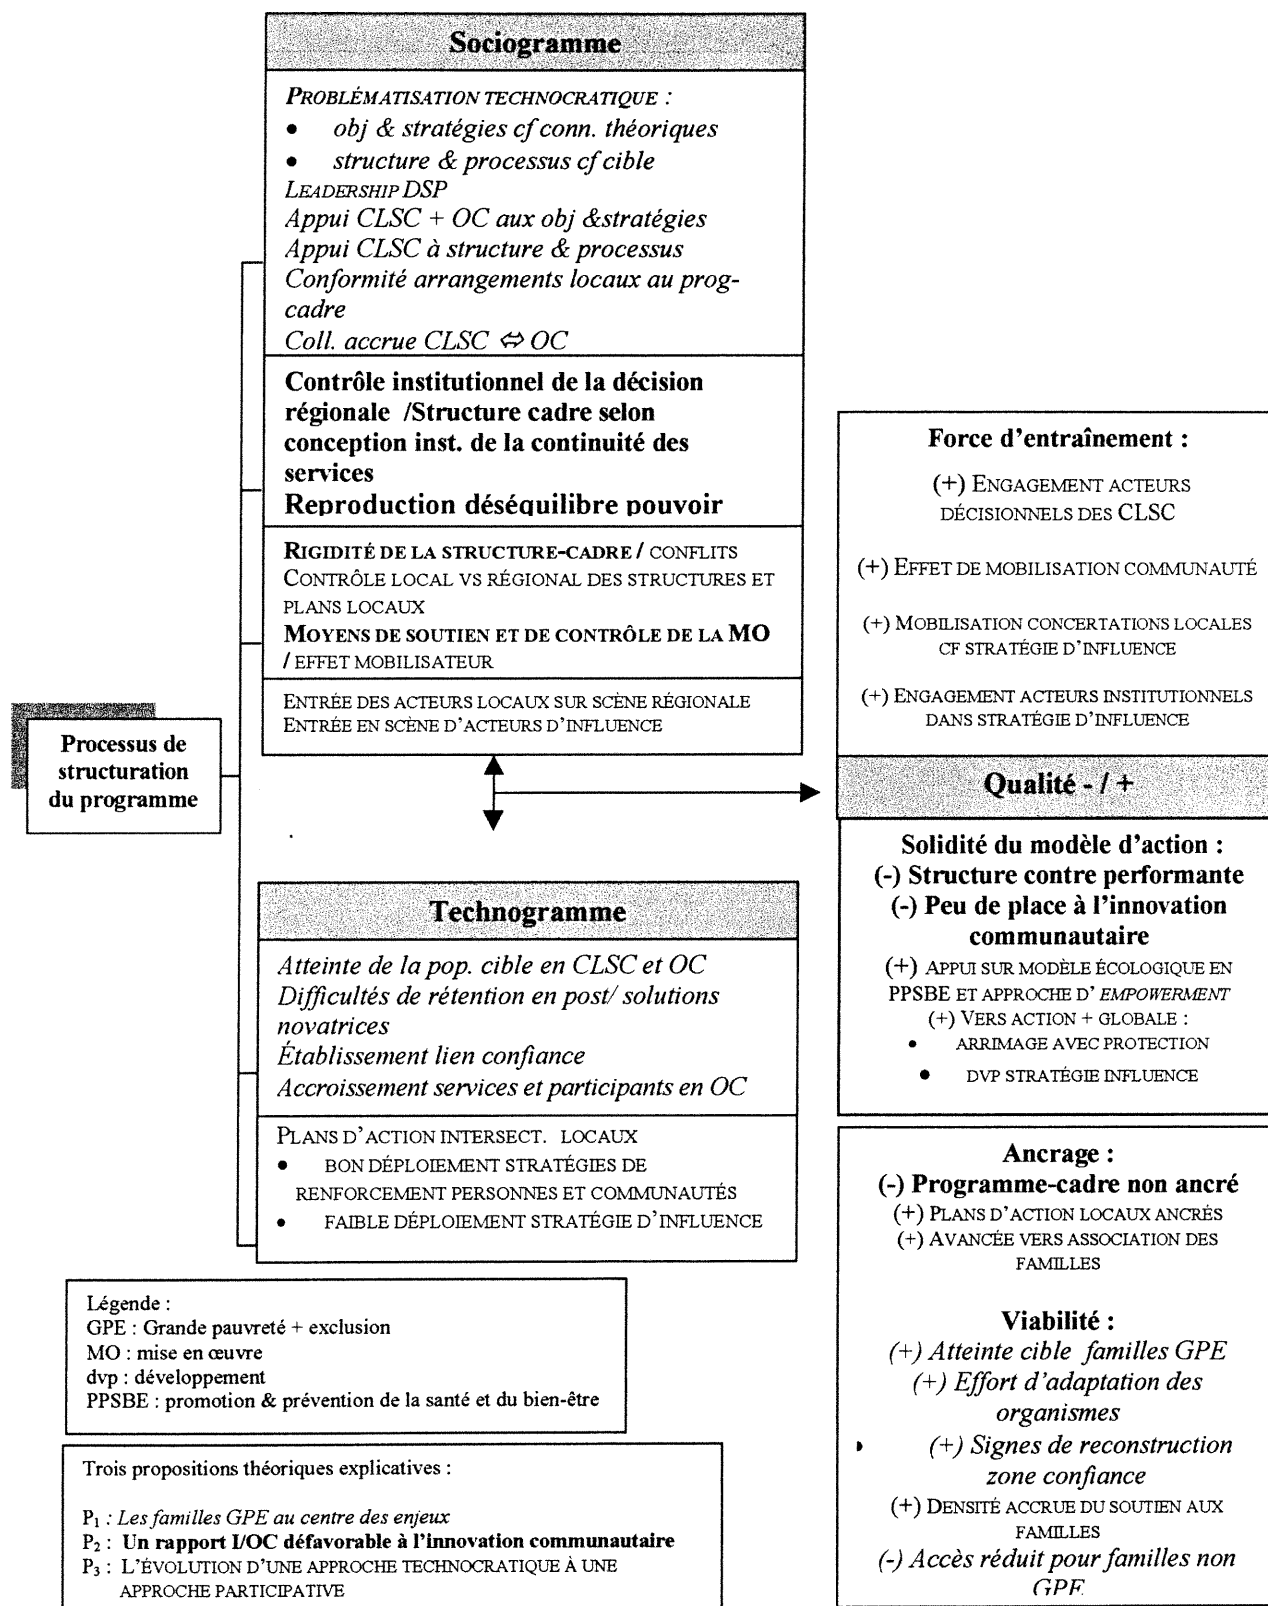 Sociogramme
PROBLÉMATISATION TECHNOCRATIQUE :
• obj & stratégies cf conn. théoriques
• structure & processus cf cible
LEADERSHIP DSP
Appui CLSC + OC aux obj &stratégies
Appui CLSC à structure & processus
Conformité arrangements locaux au prog-
cadre
Coll. accrue CLSC ⇔ OC
Contrôle institutionnel de la décision
régionale /Structure cadre selon
conception inst. de la continuité des
services
Reproduction déséquilibre pouvoir
RIGIDITÉ DE LA STRUCTURE-CADRE / CONFLITS
CONTRÔLE LOCAL VS RÉGIONAL DES STRUCTURES ET
PLANS LOCAUX
MOYENS DE SOUTIEN ET DE CONTRÔLE DE LA MO
/ EFFET MOBILISATEUR
ENTRÉE DES ACTEURS LOCAUX SUR SCÈNE RÉGIONALE
ENTRÉE EN SCÈNE D'ACTEURS D'INFLUENCE
Processus de
structuration
du programme
Technogramme
Atteinte de la pop. cible en CLSC et OC
Difficultés de rétention en post/ solutions
novatrices
Établissement lien confiance
Accroissement services et participants en OC
PLANS D'ACTION INTERSECT. LOCAUX
• BON DÉPLOIEMENT STRATÉGIES DE
RENFORCEMENT PERSONNES ET COMMUNAUTÉS
• FAIBLE DÉPLOIEMENT STRATÉGIE D'INFLUENCE
Force d'entraînement :
(+) ENGAGEMENT ACTEURS
DÉCISIONNELS DES CLSC
(+) EFFET DE MOBILISATION COMMUNAUTÉ
(+) MOBILISATION CONCERTATIONS LOCALES
CF STRATÉGIE D'INFLUENCE
(+) ENGAGEMENT ACTEURS INSTITUTIONNELS
DANS STRATÉGIE D'INFLUENCE
Qualité - / +
Solidité du modèle d'action :
(-) Structure contre performante
(-) Peu de place à l'innovation
communautaire
(+) APPUI SUR MODÈLE ÉCOLOGIQUE EN
PPSBE ET APPROCHE D' EMPOWERMENT
(+) VERS ACTION + GLOBALE :
• ARRIMAGE AVEC PROTECTION
• DVP STRATÉGIE INFLUENCE
Ancrage :
(-) Programme-cadre non ancré
(+) PLANS D'ACTION LOCAUX ANCRÉS
(+) AVANCÉE VERS ASSOCIATION DES
FAMILLES
Viabilité :
(+) Atteinte cible familles GPE
(+) Effort d'adaptation des
organismes
(+) Signes de reconstruction
zone confiance
(+) DENSITÉ ACCRUE DU SOUTIEN AUX
FAMILLES
(-) Accès réduit pour familles non
GPE
Légende :
GPE : Grande pauvreté + exclusion
MO : mise en œuvre
dvp : développement
PPSBE : promotion & prévention de la santé et du bien-être
Trois propositions théoriques explicatives :
P1 : Les familles GPE au centre des enjeux
P2 : Un rapport I/OC défavorable à l'innovation communautaire
P3 : L'ÉVOLUTION D'UNE APPROCHE TECHNOCRATIQUE À UNE
APPROCHE PARTICIPATIVE